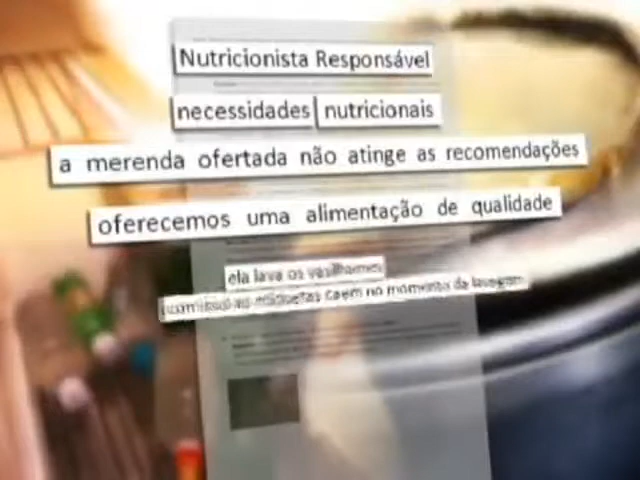 Nutricionista Responsável
necessidades nutricionais
a merenda ofertada não atinge as recomendações
oferecemos uma alimentação de qualidade
ela lava os vasilhames
etiquetas caem no momento da lavagem